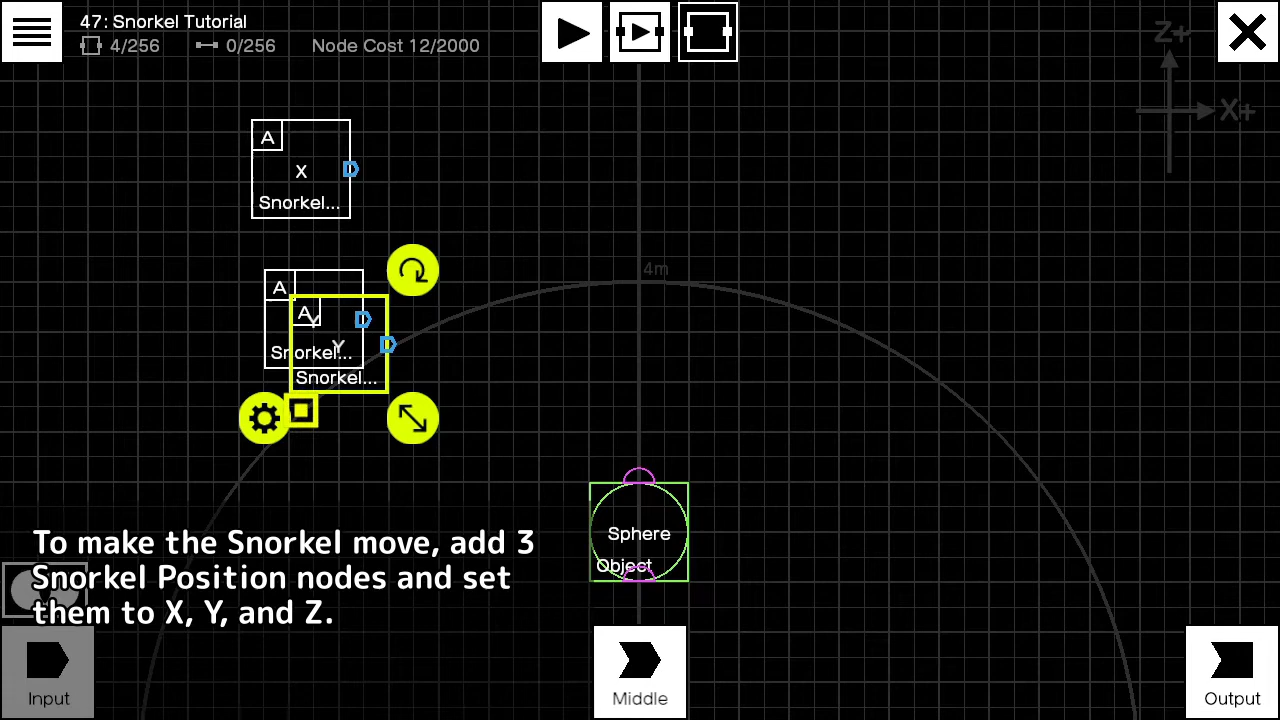 47: Snorkel Tutorial
4/256
0/256
Node Cost 12/2000
Z+
X+
A
X
Snorkel...
4m
A
Y
Snorkel...
A
Y
Snorkel...
Sphere
Object
To make the Snorkel move, add 3
Snorkel Position nodes and set
them to X, Y, and Z.
Input
Middle
Output